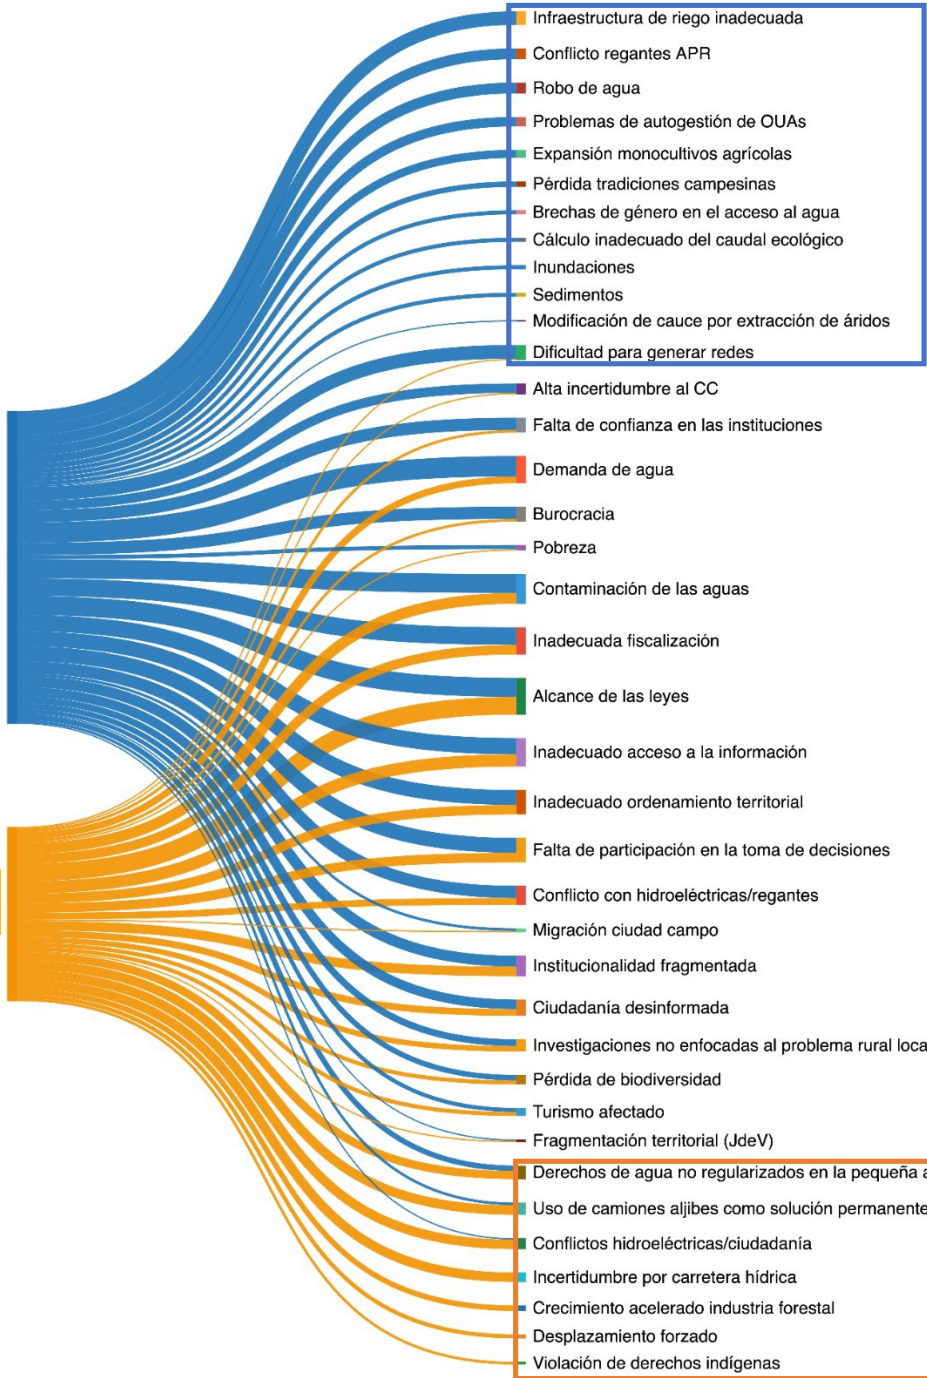 Infraestructura de riego inadecuada
Conflicto regantes APR
Robo de agua
Problemas de autogestión de OUAs
Expansión monocultivos agrícolas
Pérdida tradiciones campesinas
Brechas de género en el acceso al agua
Cálculo inadecuado del caudal ecológico
Inundaciones
Sedimentos
Modificación de cauce por extracción de áridos
Dificultad para generar redes
Alta incertidumbre al CC
Falta de confianza en las instituciones
Demanda de agua
Burocracia
Pobreza
Contaminación de las aguas
Inadecuada fiscalización
Alcance de las leyes
Inadecuado acceso a la información
Inadecuado ordenamiento territorial
Falta de participación en la toma de decisiones
Conflicto con hidroeléctricas/regantes
Migración ciudad campo
Institucionalidad fragmentada
Ciudadanía desinformada
Investigaciones no enfocadas al problema rural loca
Pérdida de biodiversidad
Turismo afectado
Fragmentación territorial (JdeV)
Derechos de agua no regularizados en la pequeña a
Uso de camiones aljibes como solución permanente
Conflictos hidroeléctricas/ciudadanía
Incertidumbre por carretera hídrica
Crecimiento acelerado industria forestal
Desplazamiento forzado
Violación de derechos indígenas